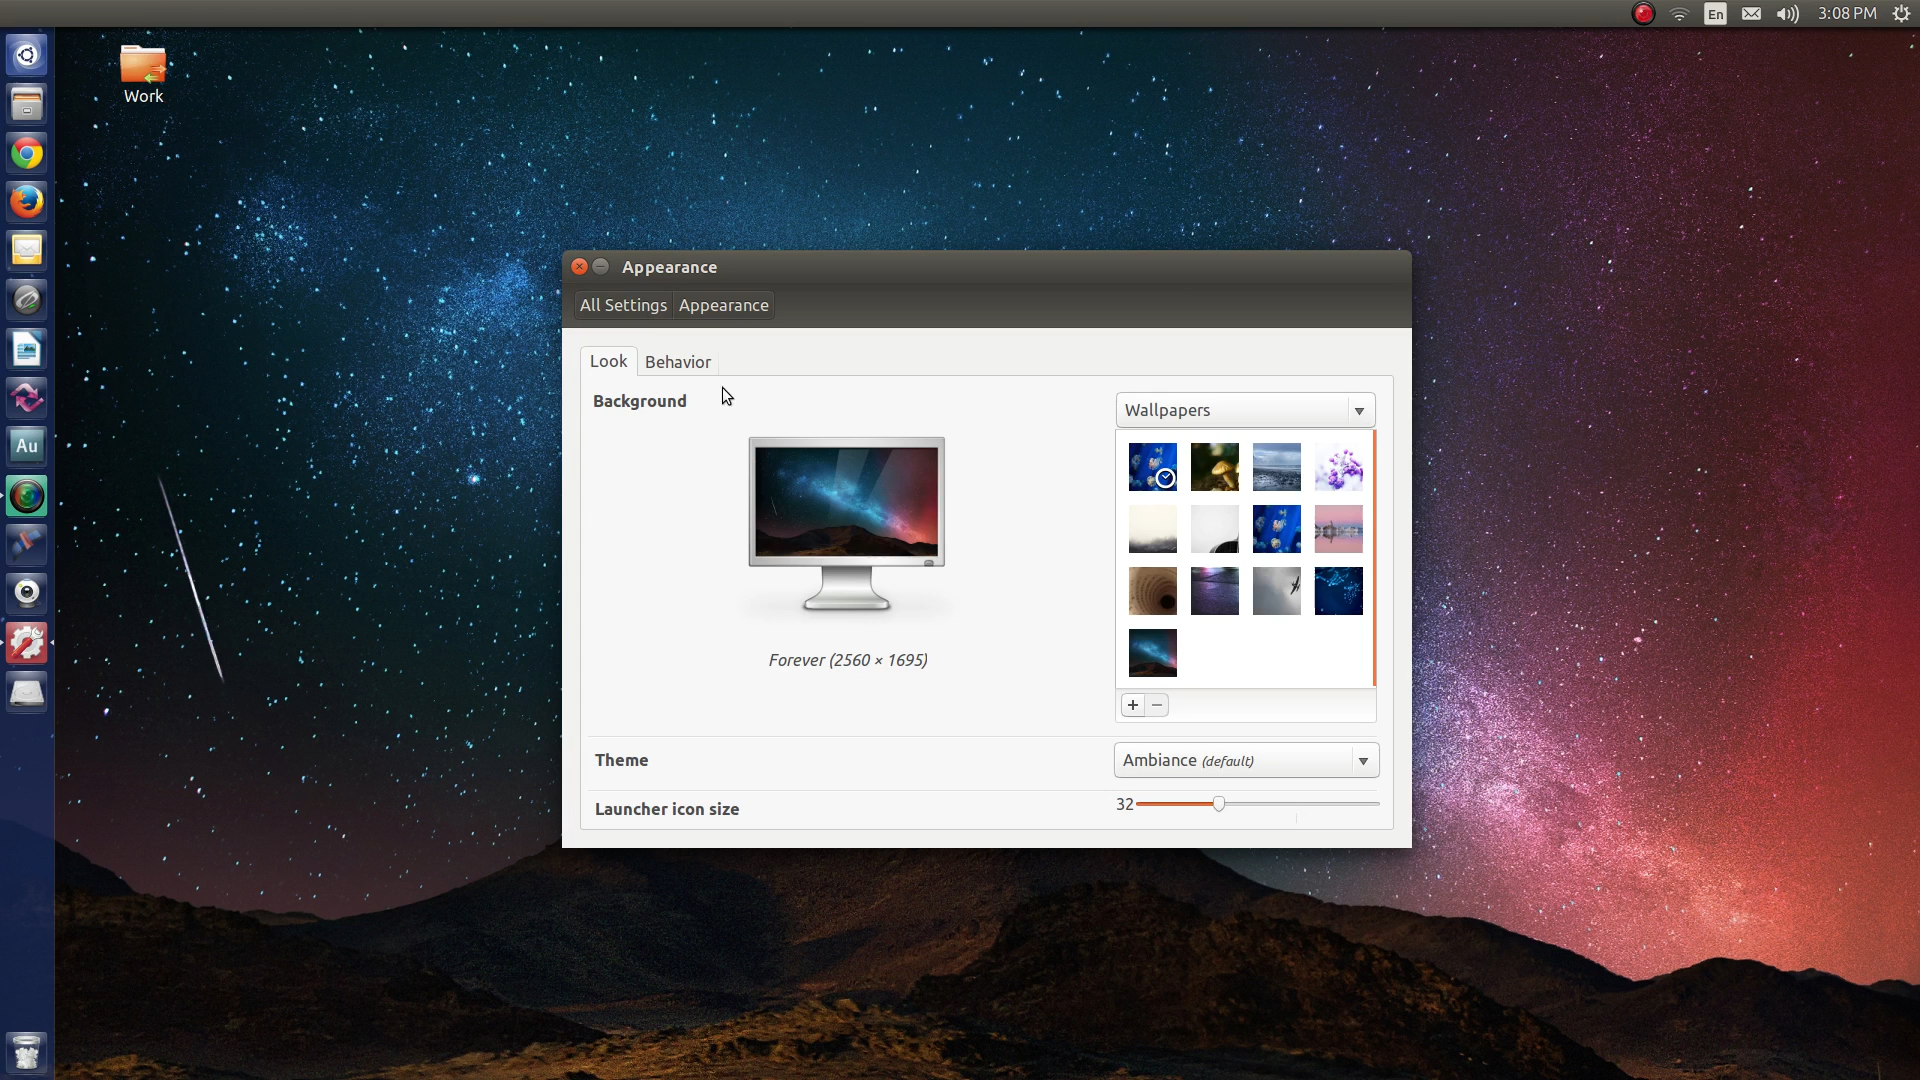 En
3:08 PM
Work
Appearance
All Settings Appearance
Look Behavior
Background
Wallpapers
Forever (2560 × 1695)
Theme
Ambiance (default)
Launcher icon size
32
Au